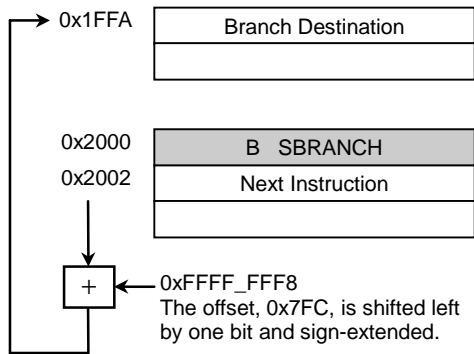 0x1FFA Branch Destination
0x2000 B SBRANCH
0x2002 Next Instruction
+
0xFFFF_FFF8
The offset, 0x7FC, is shifted left
by one bit and sign-extended.